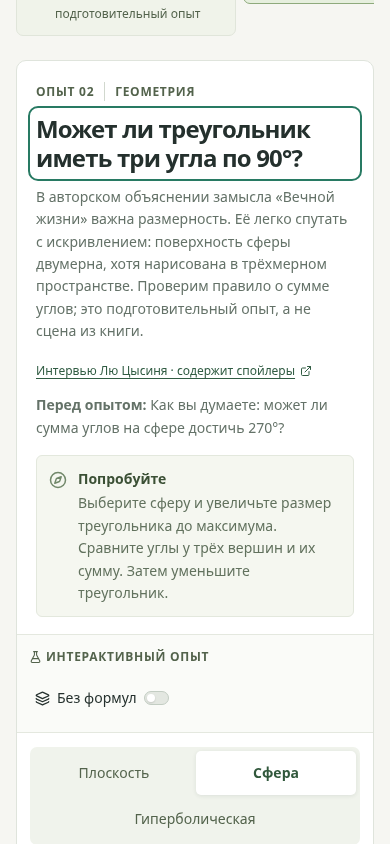 подготовительный опыт
ОПЫТ 02 ГЕОМЕТРИЯ
Может ли треугольник
иметь три угла по 90°?
В авторском объяснении замысла «Вечной
жизни» важна размерность. Её легко спутать
с искривлением: поверхность сферы
двумерна, хотя нарисована в трёхмерном
пространстве. Проверим правило о сумме
углов; это подготовительный опыт, а не
сцена из книги.
Интервью Лю Цысиня · содержит спойлеры
Перед опытом: Как вы думаете: может ли
сумма углов на сфере достичь 270°?
Попробуйте
Выберите сферу и увеличьте размер
треугольника до максимума.
Сравните углы у трёх вершин и их
сумму. Затем уменьшите
треугольник.
ИНТЕРАКТИВНЫЙ ОПЫТ
Без формул
Плоскость Сфера
Гиперболическая